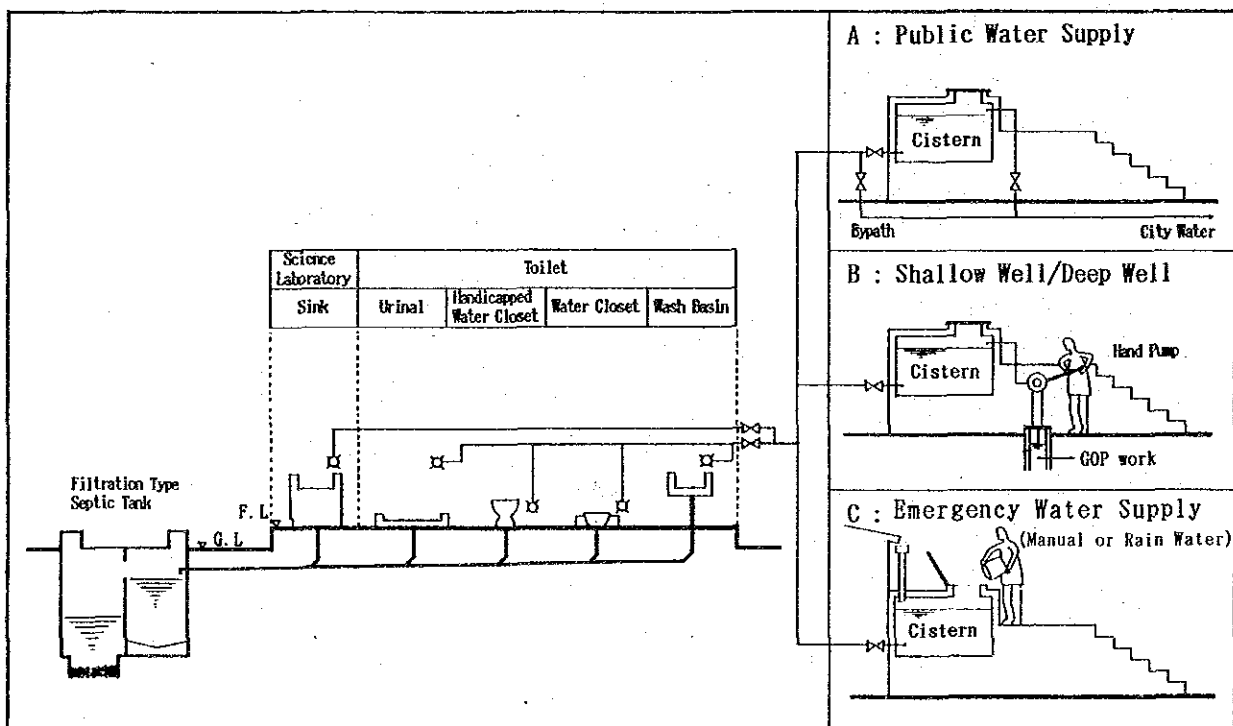 A : Public Water Supply
Cistern
Bypath
City Water
Science
Laboratory
Toilet
Sink
Urinal
Handicapped
Water Closet
Water Closet
Wash Basin
B : Shallow Well/Deep Well
Cistern
Hand Pump
GOP work
Filtration Type
Septic Tank
F.L
G.L
C : Emergency Water Supply
(Manual or Rain Water)
Cistern